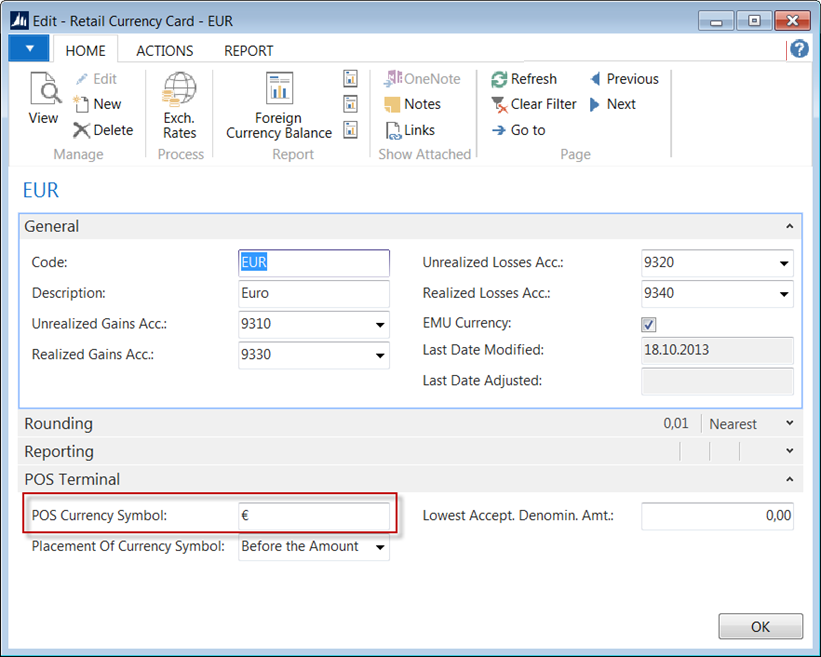 Edit - Retail Currency Card - EUR
HOME ACTIONS REPORT
View
Edit
New
Delete
Manage
Exch.
Rates
Process
Foreign
Currency Balance
Report
OneNote
Notes
Links
Show Attached
Refresh
Clear Filter
Go to
Previous
Next
Page
EUR
General
Code: EUR
Description: Euro
Unrealized Gains Acc.: 9310
Realized Gains Acc.: 9330
Unrealized Losses Acc.: 9320
Realized Losses Acc.: 9340
EMU Currency:
Last Date Modified: 18.10.2013
Last Date Adjusted:
Rounding 0,01 Nearest
Reporting
POS Terminal
POS Currency Symbol: €
Placement Of Currency Symbol: Before the Amount
Lowest Accept. Denomin. Amt.: 0,00
OK